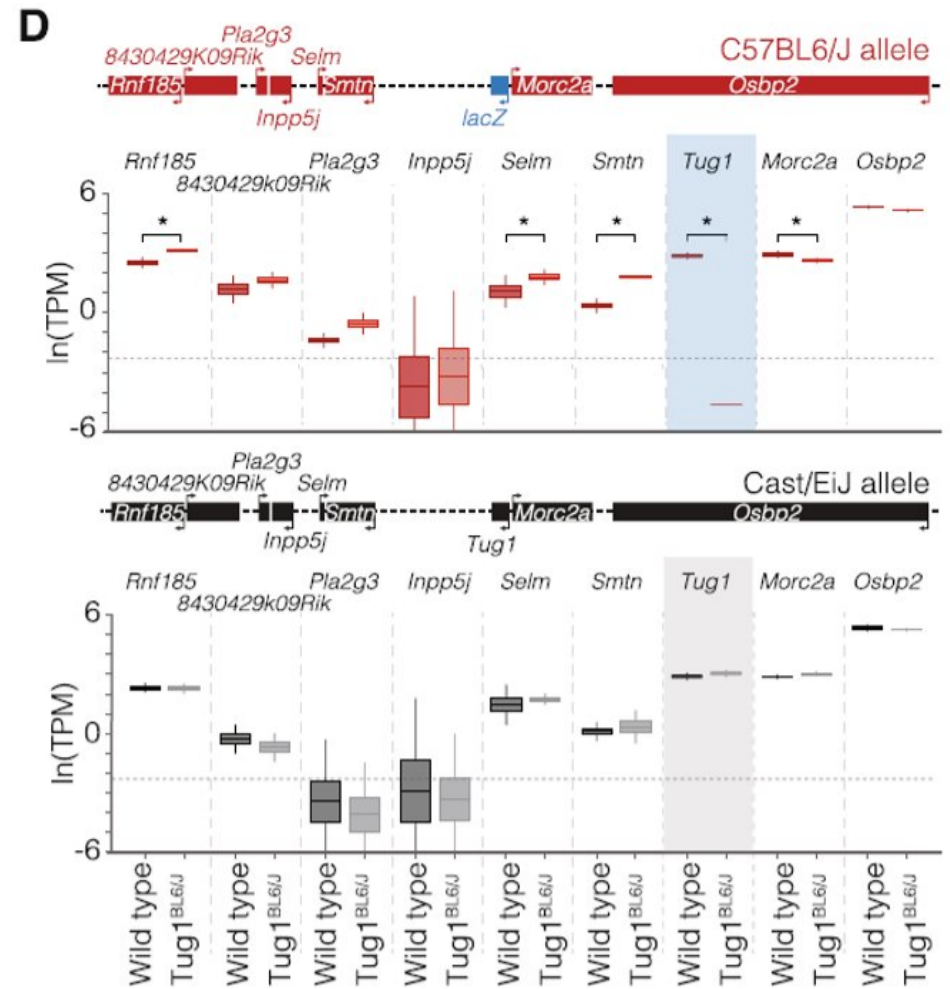 D
Pla2g3
8430429K09Rik Selm
C57BL6/J allele
Rnf185 Smtn Morc2a Osbp2
Inpp5j lacZ
Rnf185 Pla2g3 Inpp5j Selm Smtn Tug1 Morc2a Osbp2
8430429k09Rik
6
* * * * *
ln(TPM)
0
-6
Pla2g3
8430429K09Rik Selm
Cast/EiJ allele
Rnf185 Smtn Morc2a Osbp2
Inpp5j Tug1
Rnf185 Pla2g3 Inpp5j Selm Smtn Tug1 Morc2a Osbp2
8430429k09Rik
6
ln(TPM)
0
-6
Wild type
Tug1BL6/J
Wild type
Tug1BL6/J
Wild type
Tug1BL6/J
Wild type
Tug1BL6/J
Wild type
Tug1BL6/J
Wild type
Tug1BL6/J
Wild type
Tug1BL6/J
Wild type
Tug1BL6/J
Wild type
Tug1BL6/J